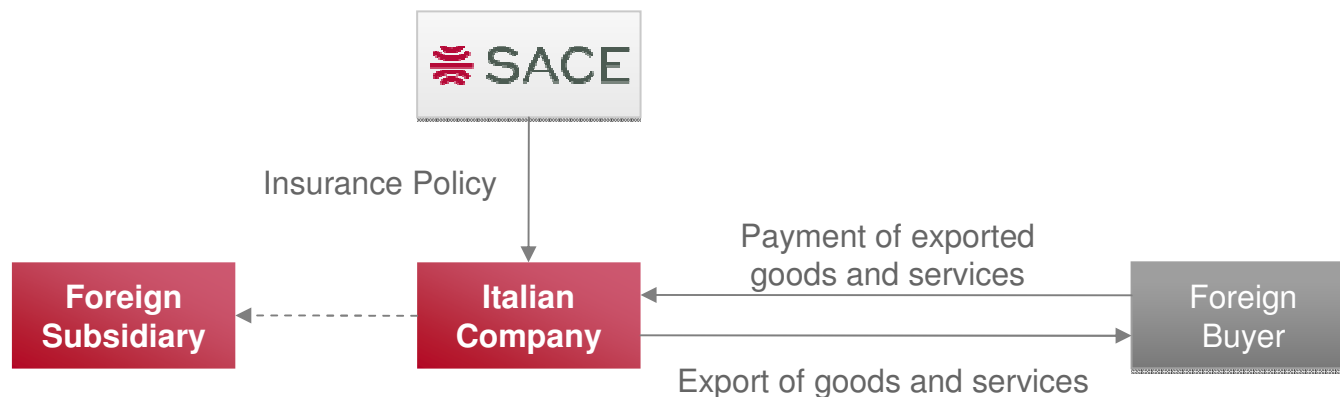 SACE
Insurance Policy
Payment of exported
goods and services
Foreign
Subsidiary
Italian
Company
Foreign
Buyer
Export of goods and services